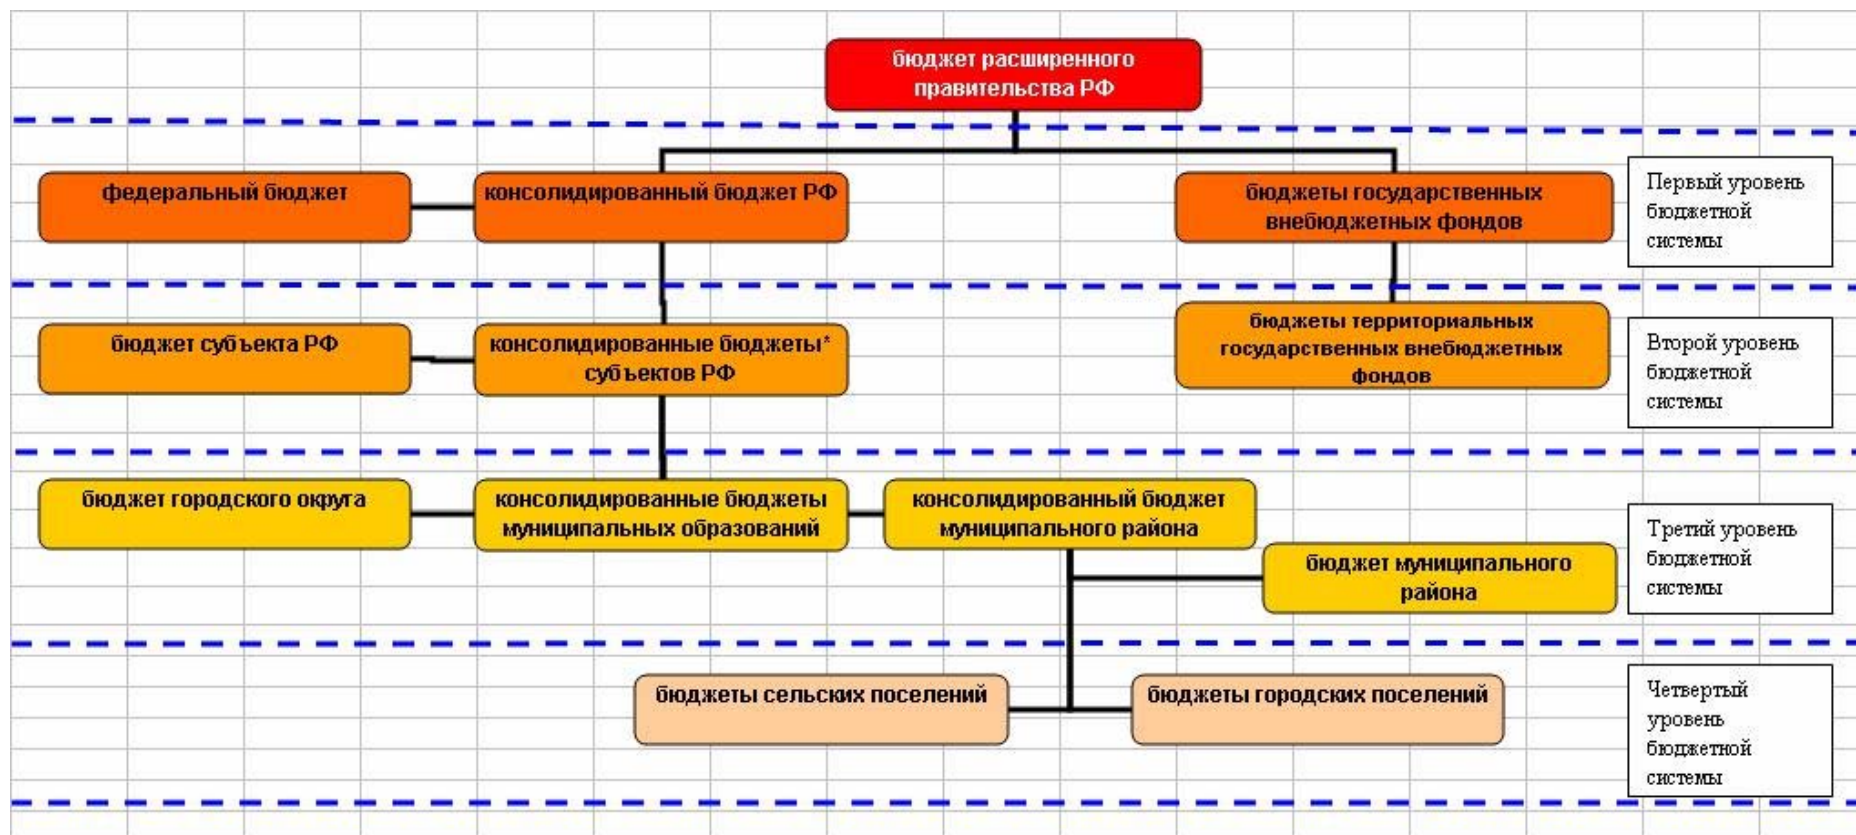 бюджет расширенного
правительства РФ
федеральный бюджет
консолидированный бюджет РФ
бюджеты государственных
внебюджетных фондов
Первый уровень
бюджетной
системы
бюджет субъекта РФ
консолидированные бюджеты*
субъектов РФ
бюджеты территориальных
государственных внебюджетных
фондов
Второй уровень
бюджетной
системы
бюджет городского округа
консолидированные бюджеты
муниципальных образований
консолидированный бюджет
муниципального района
бюджет муниципального
района
Третий уровень
бюджетной
системы
бюджеты сельских поселений
бюджеты городских поселений
Четвертый
уровень
бюджетной
системы